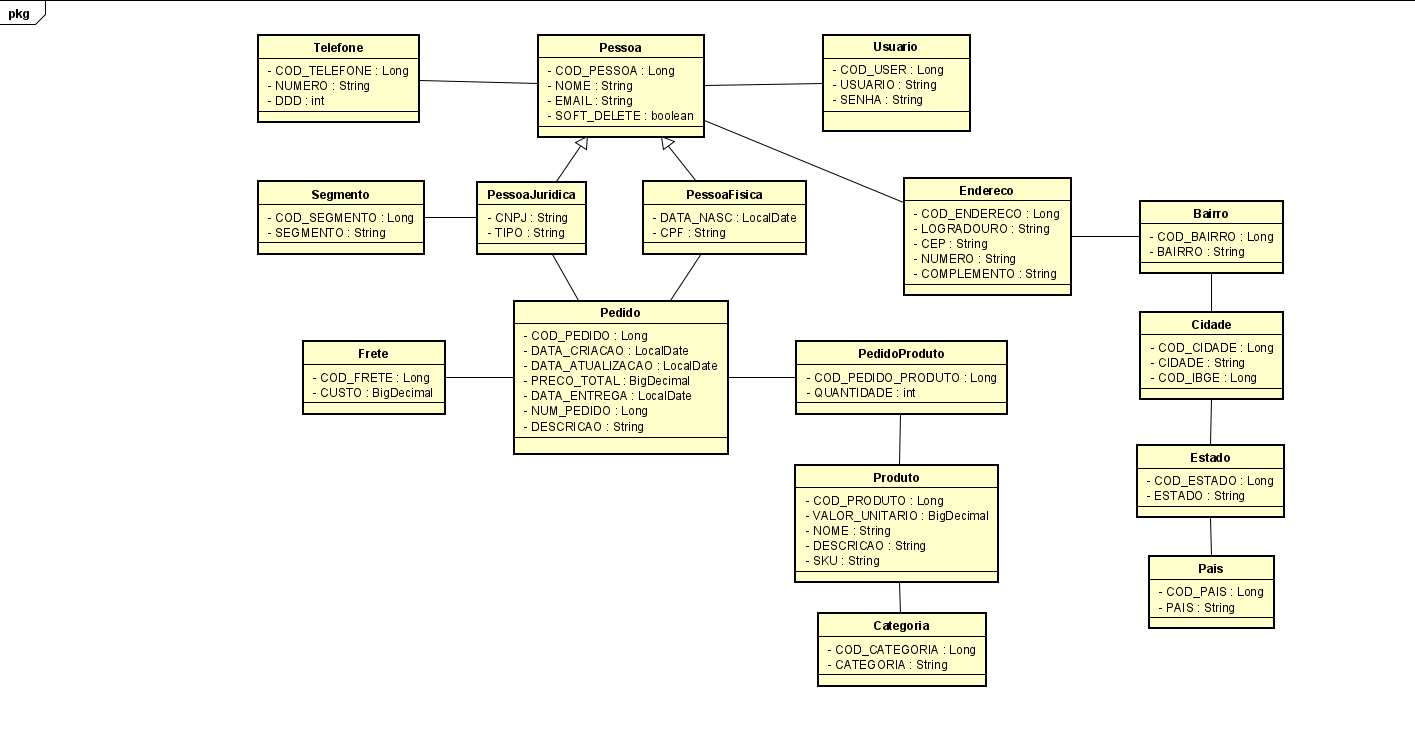 pkg
Telefone
- COD_TELEFONE : Long
- NUMERO : String
- DDD : int
Pessoa
- COD_PESSOA : Long
- NOME : String
- EMAIL : String
- SOFT_DELETE : boolean
Usuario
- COD_USER : Long
- USUARIO : String
- SENHA : String
Segmento
- COD_SEGMENTO : Long
- SEGMENTO : String
PessoaJuridica
- CNPJ : String
- TIPO : String
PessoaFisica
- DATA_NASC : LocalDate
- CPF : String
Endereco
- COD_ENDERECO : Long
- LOGRADOURO : String
- CEP : String
- NUMERO : String
- COMPLEMENTO : String
Bairro
- COD_BAIRRO : Long
- BAIRRO : String
Frete
- COD_FRETE : Long
- CUSTO : BigDecimal
Pedido
- COD_PEDIDO : Long
- DATA_CRIACAO : LocalDate
- DATA_ATUALIZACAO : LocalDate
- PRECO_TOTAL : BigDecimal
- DATA_ENTREGA : LocalDate
- NUM_PEDIDO : Long
- DESCRICAO : String
PedidoProduto
- COD_PEDIDO_PRODUTO : Long
- QUANTIDADE : int
Cidade
- COD_CIDADE : Long
- CIDADE : String
- COD_IBGE : Long
Produto
- COD_PRODUTO : Long
- VALOR_UNITARIO : BigDecimal
- NOME : String
- DESCRICAO : String
- SKU : String
Estado
- COD_ESTADO : Long
- ESTADO : String
Categoria
- COD_CATEGORIA : Long
- CATEGORIA : String
Pais
- COD_PAIS : Long
- PAIS : String